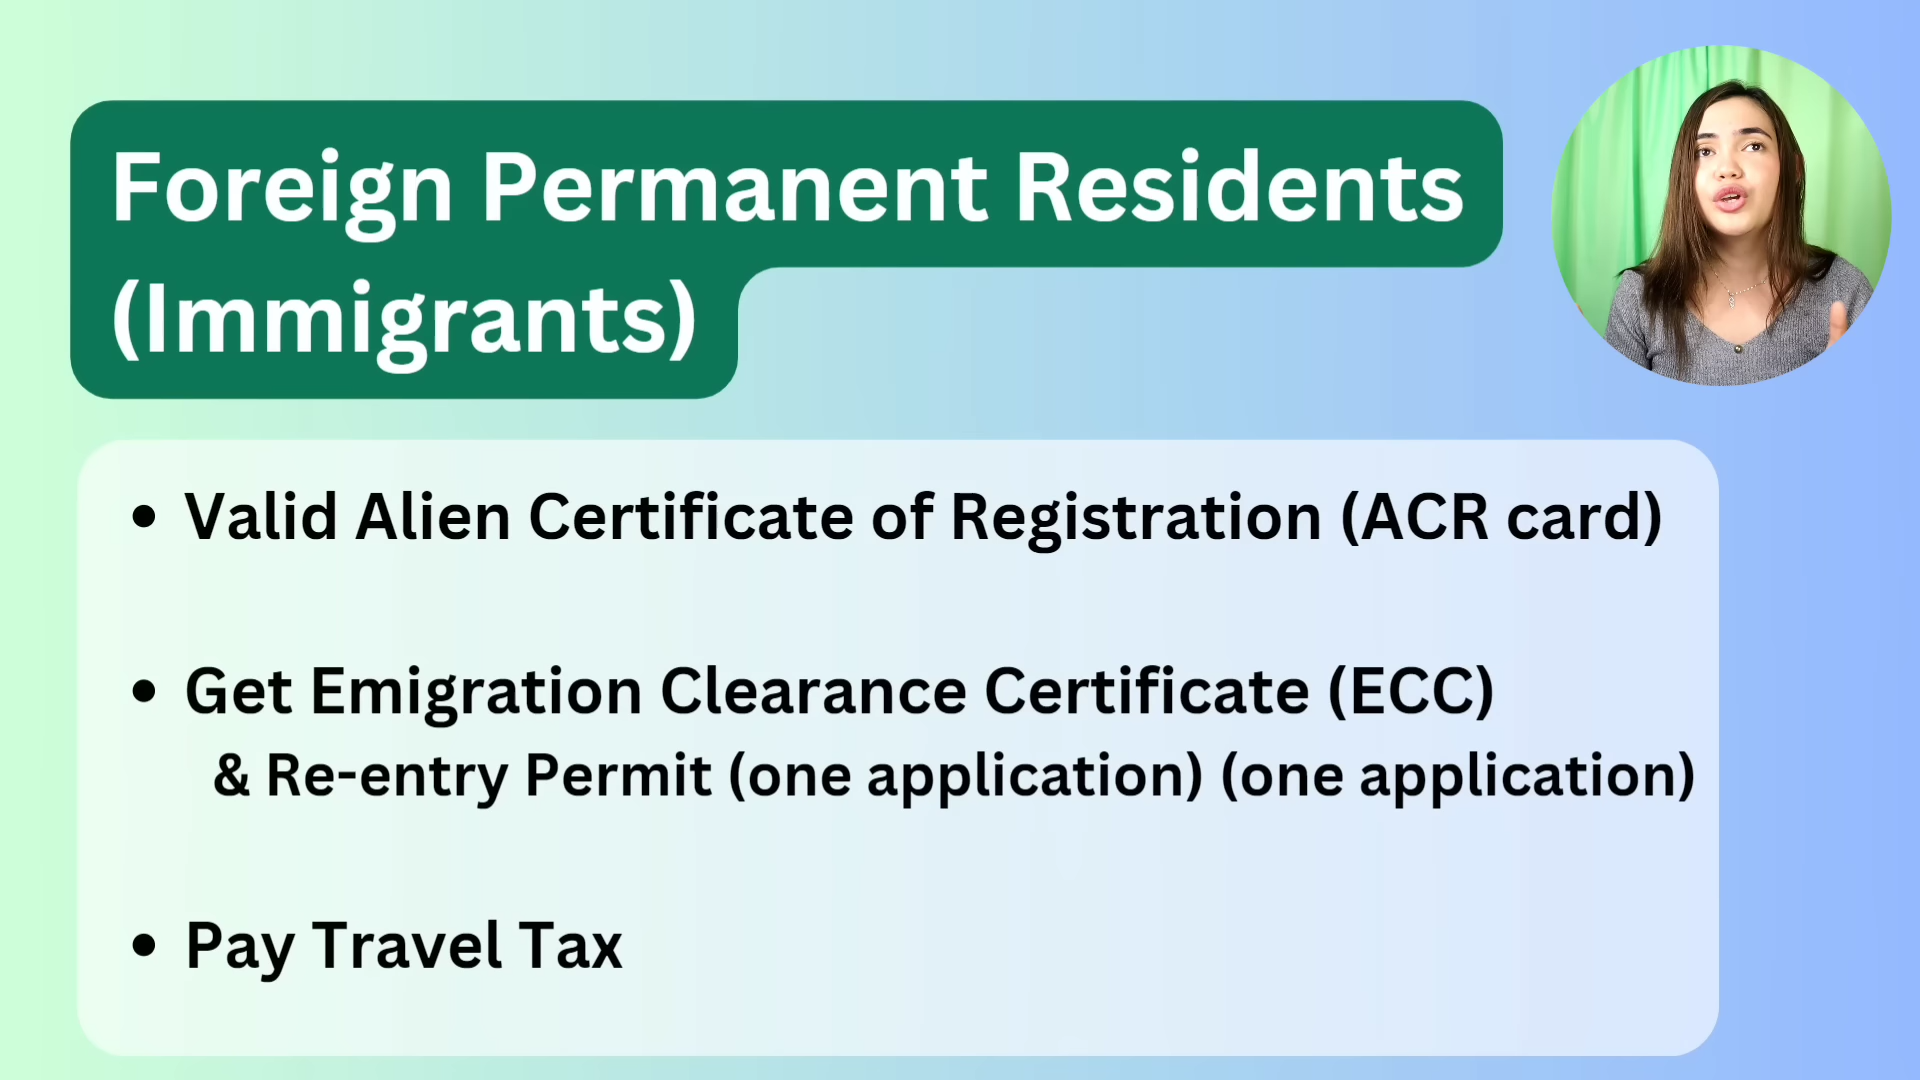 Foreign Permanent Residents
(Immigrants)
• Valid Alien Certificate of Registration (ACR card)
• Get Emigration Clearance Certificate (ECC)
& Re-entry Permit (one application) (one application)
• Pay Travel Tax